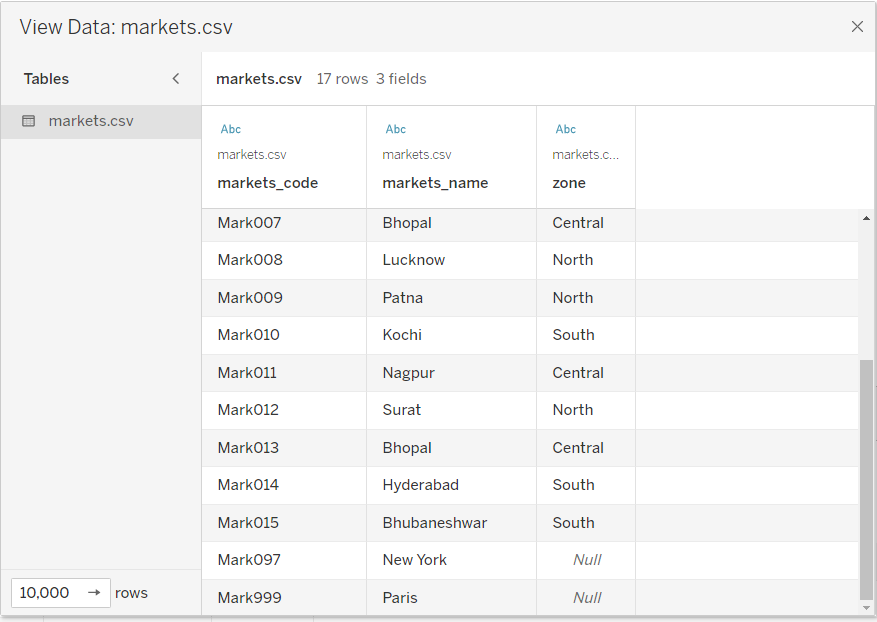 View Data: markets.csv
Tables
markets.csv 17 rows 3 fields
markets.csv
Abc Abc Abc
markets.csv markets.csv markets.c...
markets_code markets_name zone
Mark007 Bhopal Central
Mark008 Lucknow North
Mark009 Patna North
Mark010 Kochi South
Mark011 Nagpur Central
Mark012 Surat North
Mark013 Bhopal Central
Mark014 Hyderabad South
Mark015 Bhubaneshwar South
Mark097 New York Null
Mark999 Paris Null
10,000 → rows